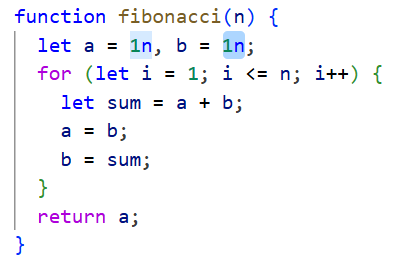 function fibonacci(n) {
  let a = 1n, b = 1n;
  for (let i = 1; i <= n; i++) {
    let sum = a + b;
    a = b;
    b = sum;
  }
  return a;
}